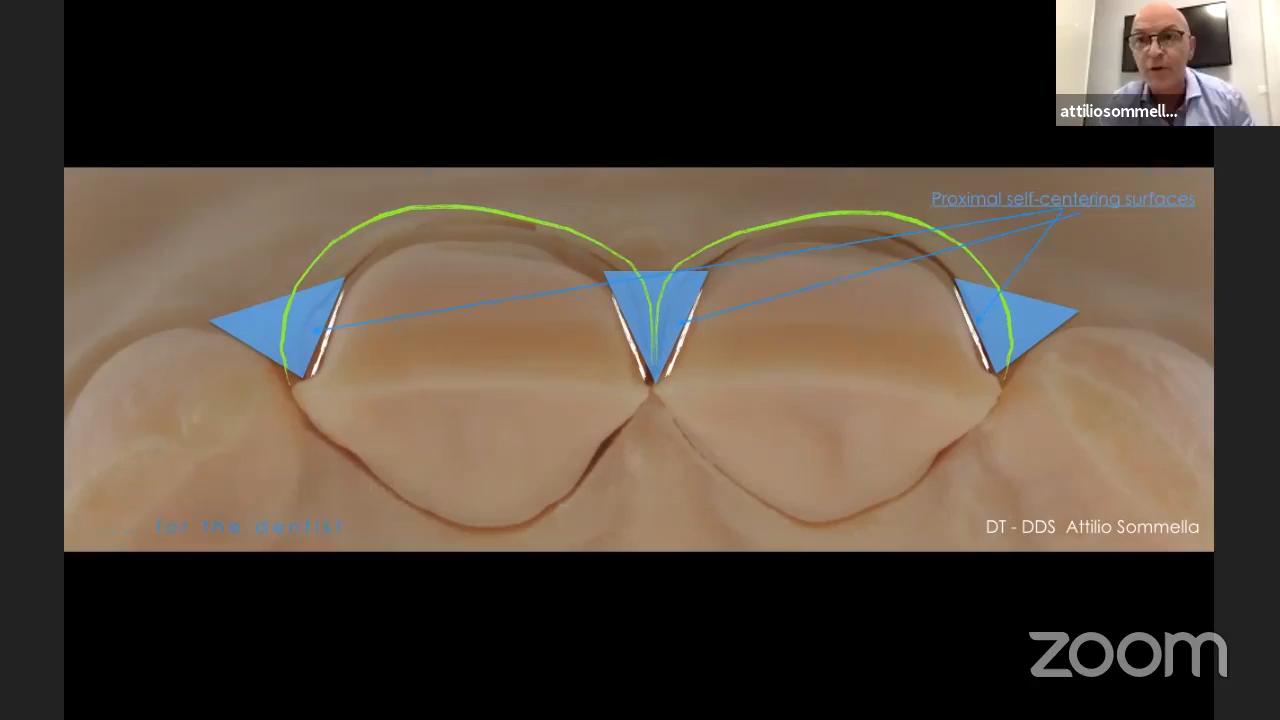 attiliosommell...
Proximal self-centering surfaces
.... for the dentist
DT - DDS Attilio Sommella
zoom